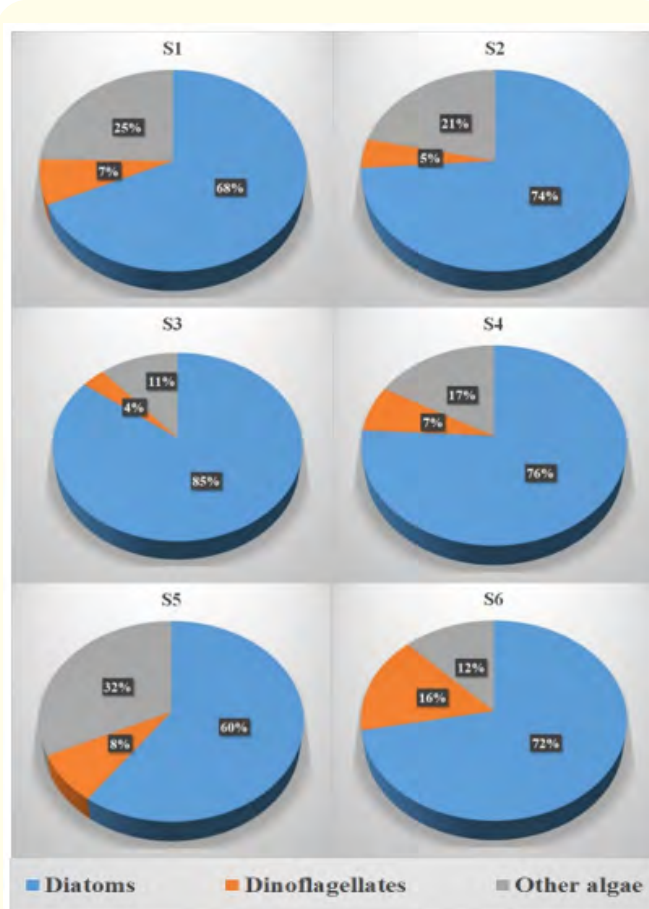 S1
S2
25%
21%
7%
5%
68%
74%
S3
S4
11%
17%
4%
7%
85%
76%
S5
S6
32%
12%
16%
8%
60%
72%
Diatoms
Dinoflagellates
Other algae